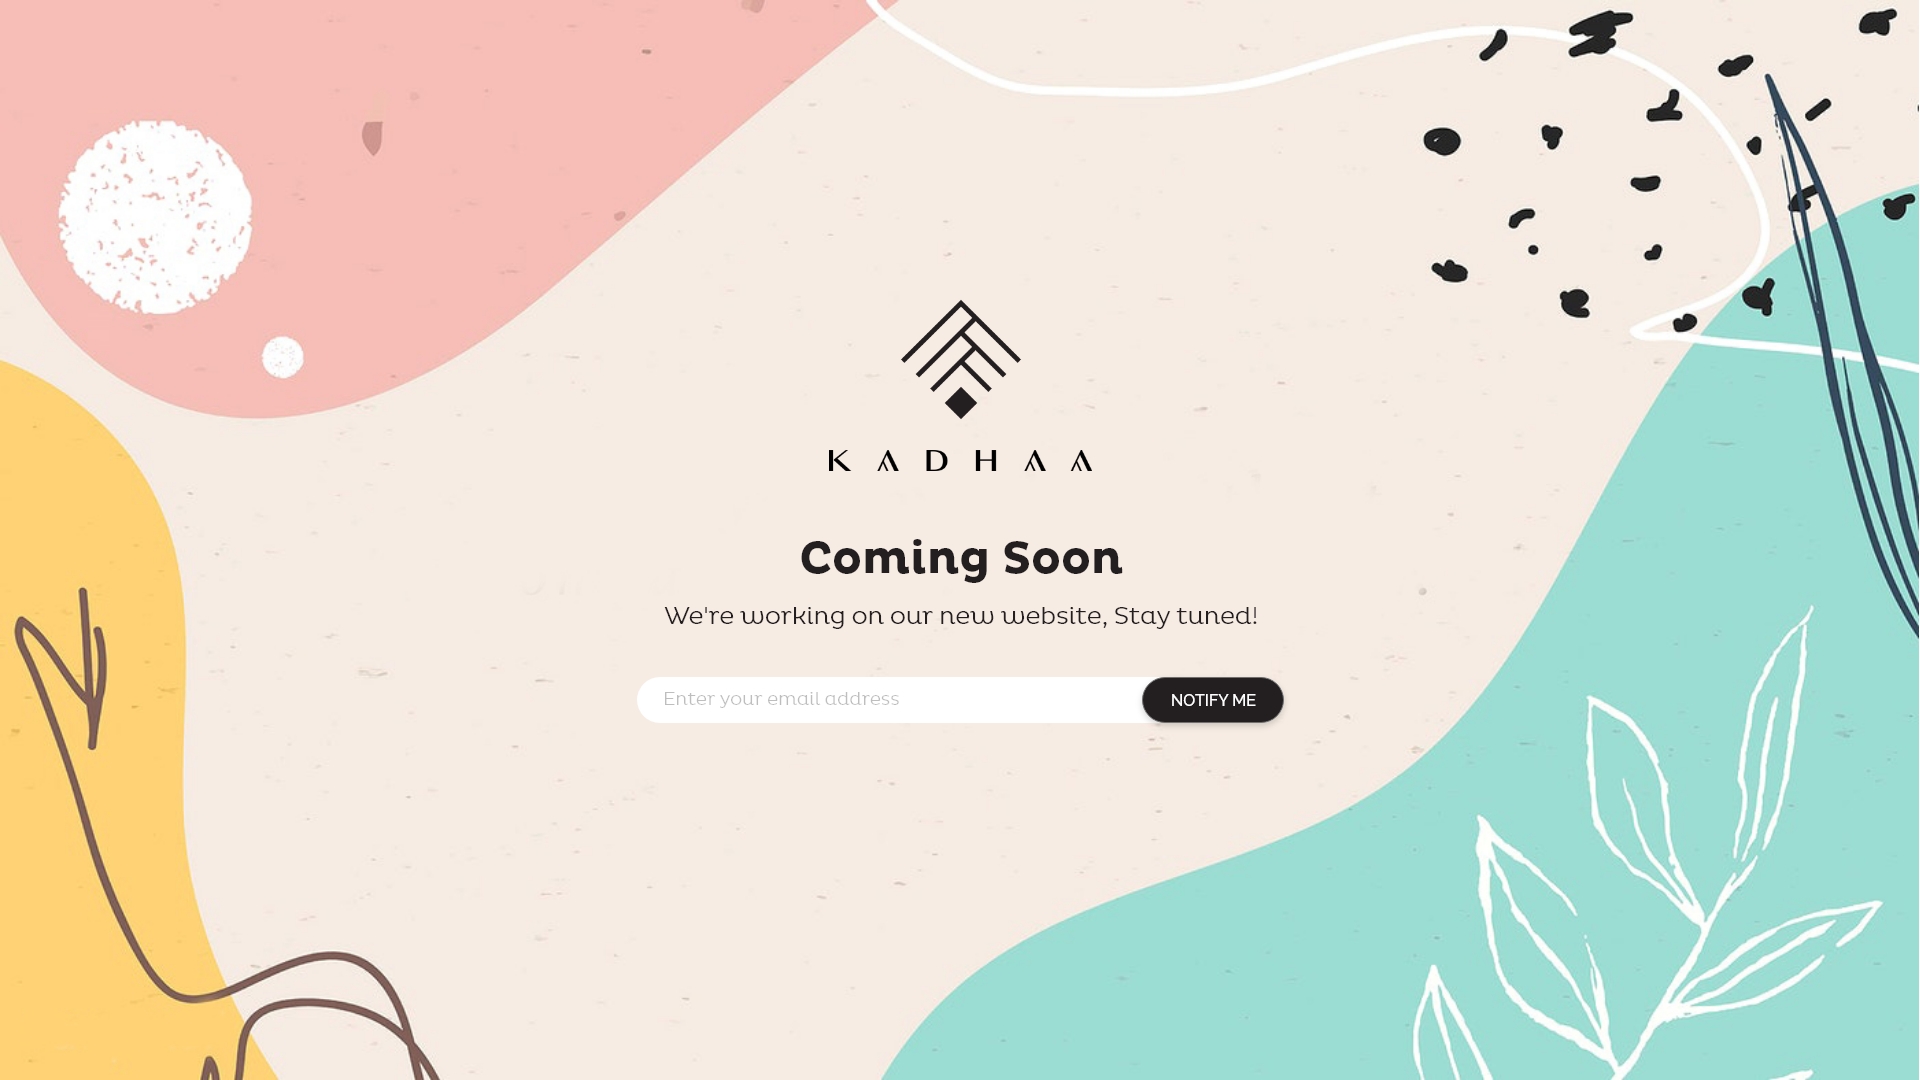 KADHAA
Coming Soon
We're working on our new website, Stay tuned!
Enter your email address
NOTIFY ME